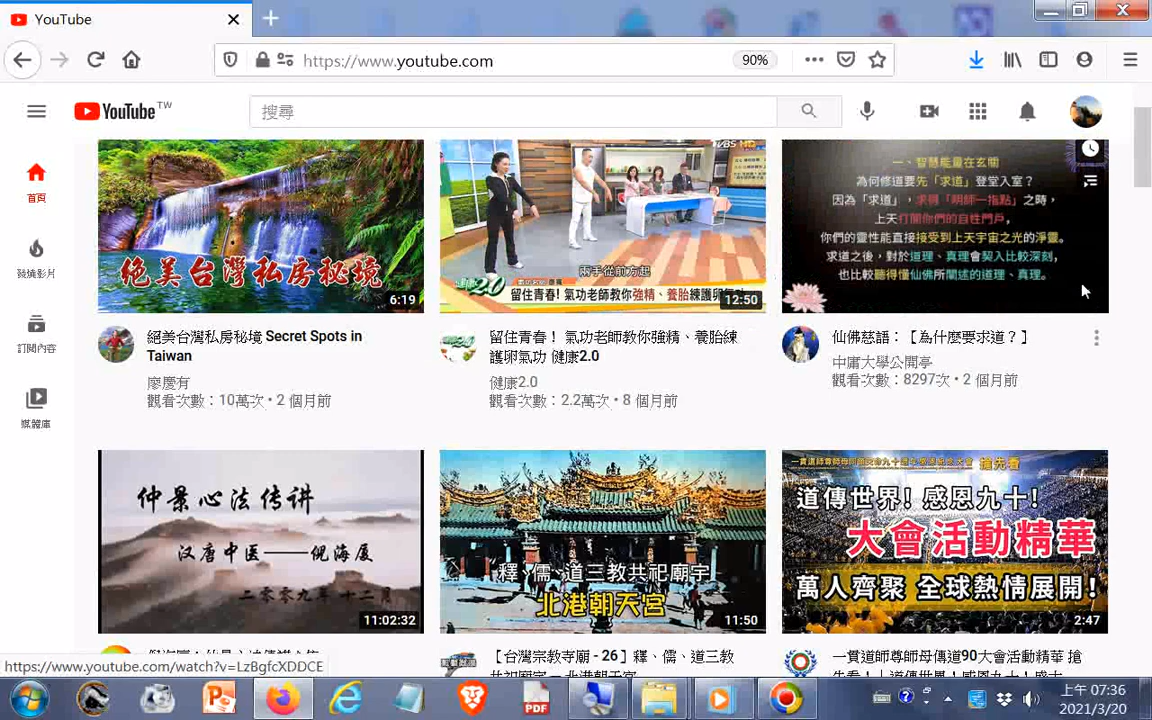 YouTube
https://www.youtube.com
90%
YouTube TW
搜尋
首頁
發燒影片
訂閱內容
媒體庫
絕美台灣私房秘境
6:19
絕美台灣私房秘境 Secret Spots in
Taiwan
廖慶有
觀看次數：10萬次 • 2 個月前
TVBS
兩手從前方起
2.0
留住青春! 氣功老師教你強精、養胎練護卵氣功
12:50
留住青春！ 氣功老師教你強精、養胎練
護卵氣功 健康2.0
健康2.0
觀看次數：2.2萬次 • 8 個月前
一、智慧能量在玄關
為何修道要先「求道」登堂入室？
因為「求道」，求得「明師一指點」之時，
上天打開你們的自性門戶，
你們的靈性能直接接受到上天宇宙之光的淨靈。
求道之後，對於道理、真理會契入比較深刻，
也比較聽得懂仙佛所闡述的道理、真理。
仙佛慈語：【為什麼要求道？】
中庸大學公開亭
觀看次數：8297次 • 2 個月前
仲景心法传讲
汉唐中医——倪海厦
二零零九年十二月
11:02:32
釋、儒、道三教共祀廟宇
北港朝天宮
11:50
【台灣宗教寺廟 - 26】釋、儒、道三教
搶先看
道傳世界! 感恩九十!
大會活動精華
萬人齊聚 全球熱情展開!
2:47
一貫道師尊師母傳道90大會活動精華 搶
https://www.youtube.com/watch?v=LzBgfcXDDCE
PDF
上午 07:36
2021/3/20